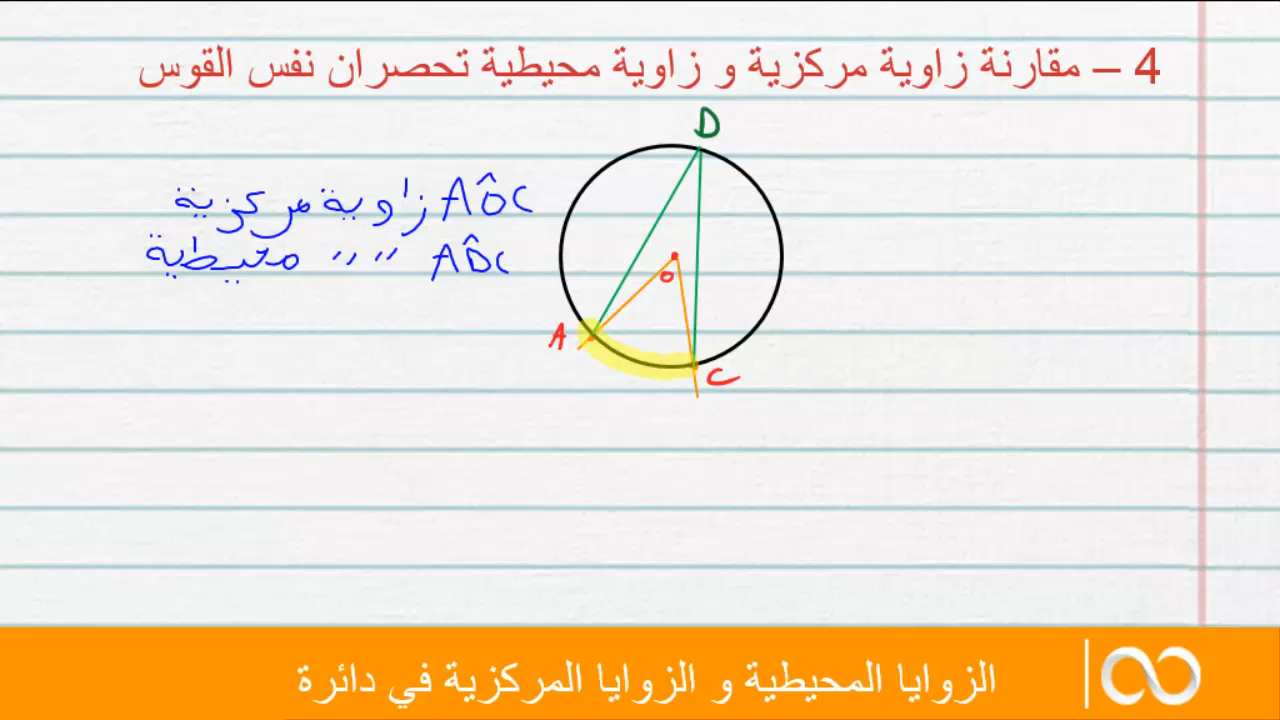 4 – مقارنة زاوية مركزية و زاوية محيطية تحصران نفس القوس
D
AÔC زاوية مركزية
AD̂C " " محيطية
O
A
C
الزوايا المحيطية و الزوايا المركزية في دائرة